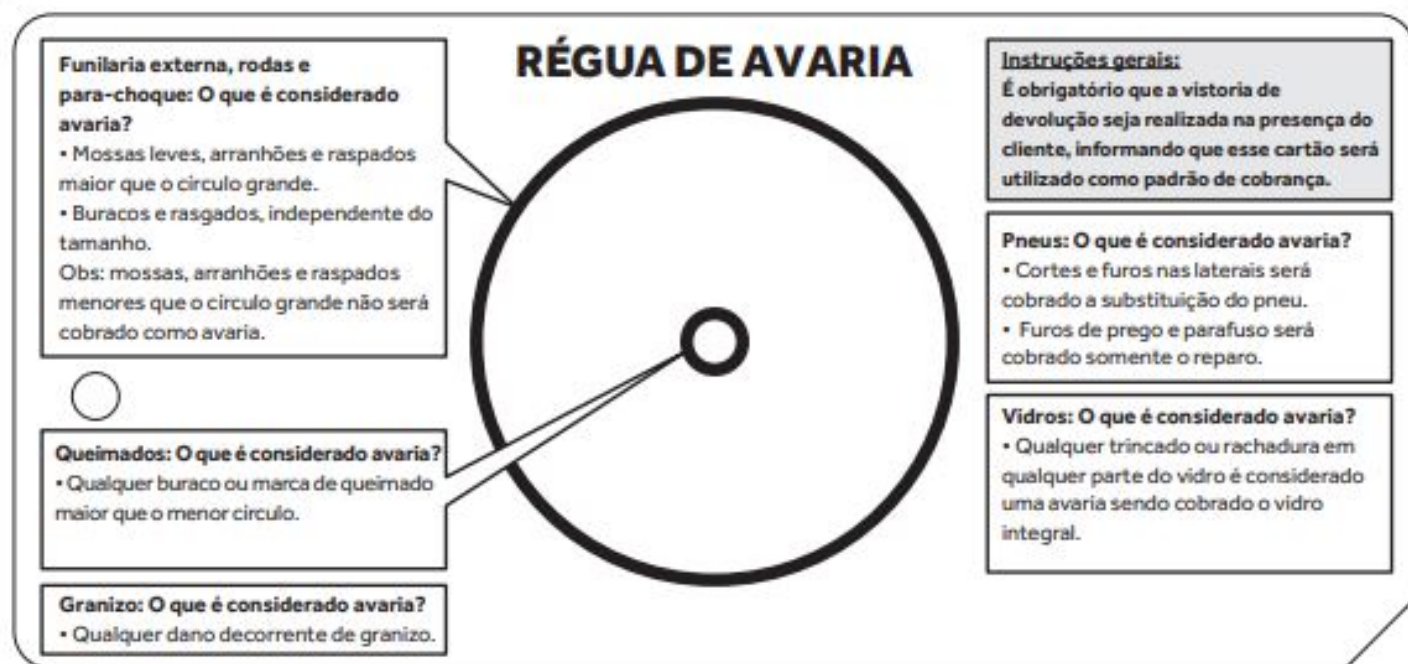 RÉGUA DE AVARIA
Funilaria externa, rodas e
para-choque: O que é considerado
avaria?
• Mossas leves, arranhões e raspados
maior que o circulo grande.
• Buracos e rasgados, independente do
tamanho.
Obs: mossas, arranhões e raspados
menores que o circulo grande não será
cobrado como avaria.
Queimados: O que é considerado avaria?
• Qualquer buraco ou marca de queimado
maior que o menor circulo.
Granizo: O que é considerado avaria?
• Qualquer dano decorrente de granizo.
Instruções gerais:
É obrigatório que a vistoria de
devolução seja realizada na presença do
cliente, informando que esse cartão será
utilizado como padrão de cobrança.
Pneus: O que é considerado avaria?
• Cortes e furos nas laterais será
cobrado a substituição do pneu.
• Furos de prego e parafuso será
cobrado somente o reparo.
Vidros: O que é considerado avaria?
• Qualquer trincado ou rachadura em
qualquer parte do vidro é considerado
uma avaria sendo cobrado o vidro
integral.